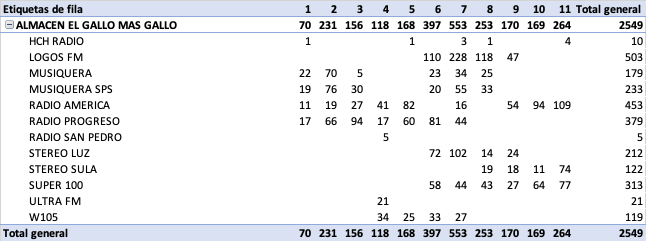 Etiquetas de fila 1 2 3 4 5 6 7 8 9 10 11 Total general
ALMACEN EL GALLO MAS GALLO 70 231 156 118 168 397 553 253 170 169 264 2549
HCH RADIO 1 1 3 1 4 10
LOGOS FM 110 228 118 47 503
MUSIQUERA 22 70 5 23 34 25 179
MUSIQUERA SPS 19 76 30 20 55 33 233
RADIO AMERICA 11 19 27 41 82 16 54 94 109 453
RADIO PROGRESO 17 66 94 17 60 81 44 379
RADIO SAN PEDRO 5 5
STEREO LUZ 72 102 14 24 212
STEREO SULA 19 18 11 74 122
SUPER 100 58 44 43 27 64 77 313
ULTRA FM 21 21
W105 34 25 33 27 119
Total general 70 231 156 118 168 397 553 253 170 169 264 2549